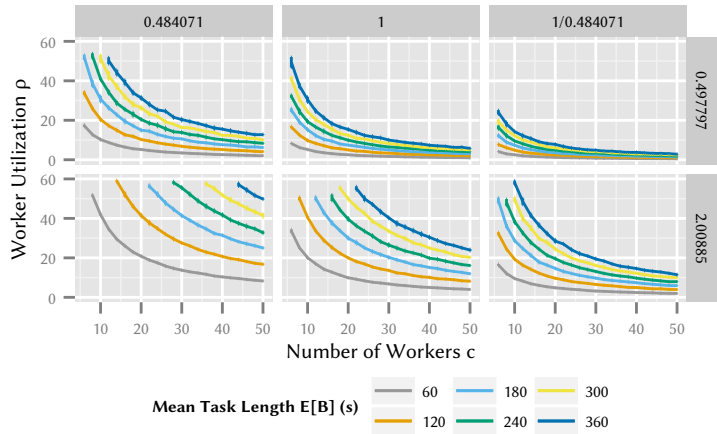 0.484071 1 1/0.484071
60
40
20
0
0.497797
Worker Utilization ρ
60
40
20
0
2.00885
10 20 30 40 50 10 20 30 40 50 10 20 30 40 50
Number of Workers c
Mean Task Length E[B] (s)
60 180 300
120 240 360